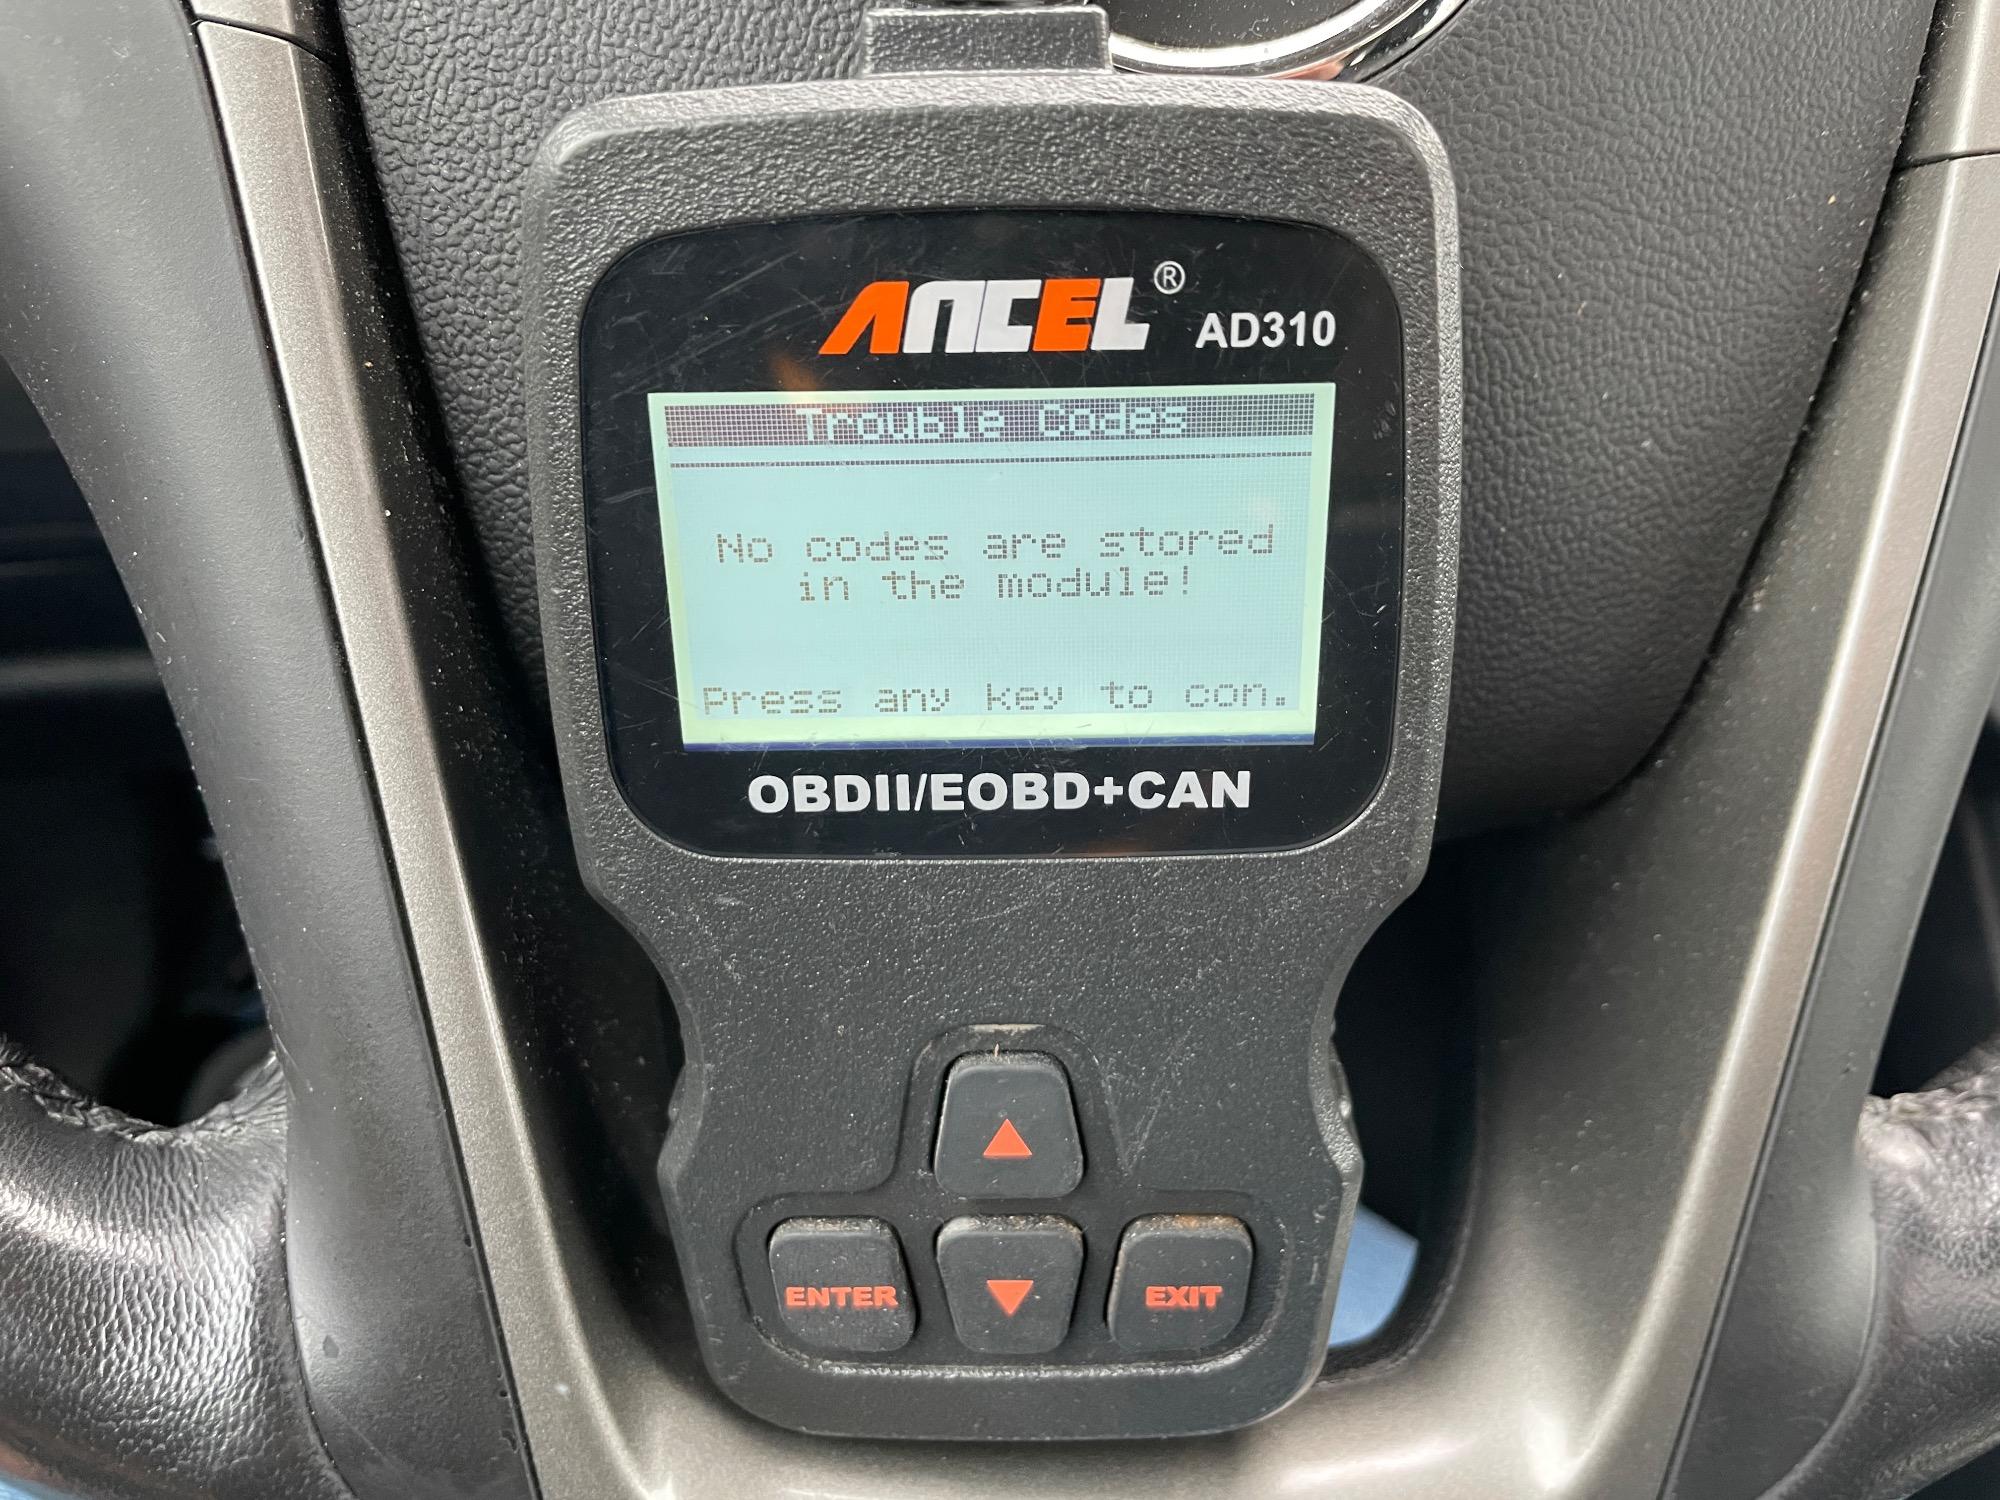 ANCEL® AD310
Trouble Codes
No codes are stored
in the module!
Press any key to con.
OBDII/EOBD+CAN
ENTER
EXIT